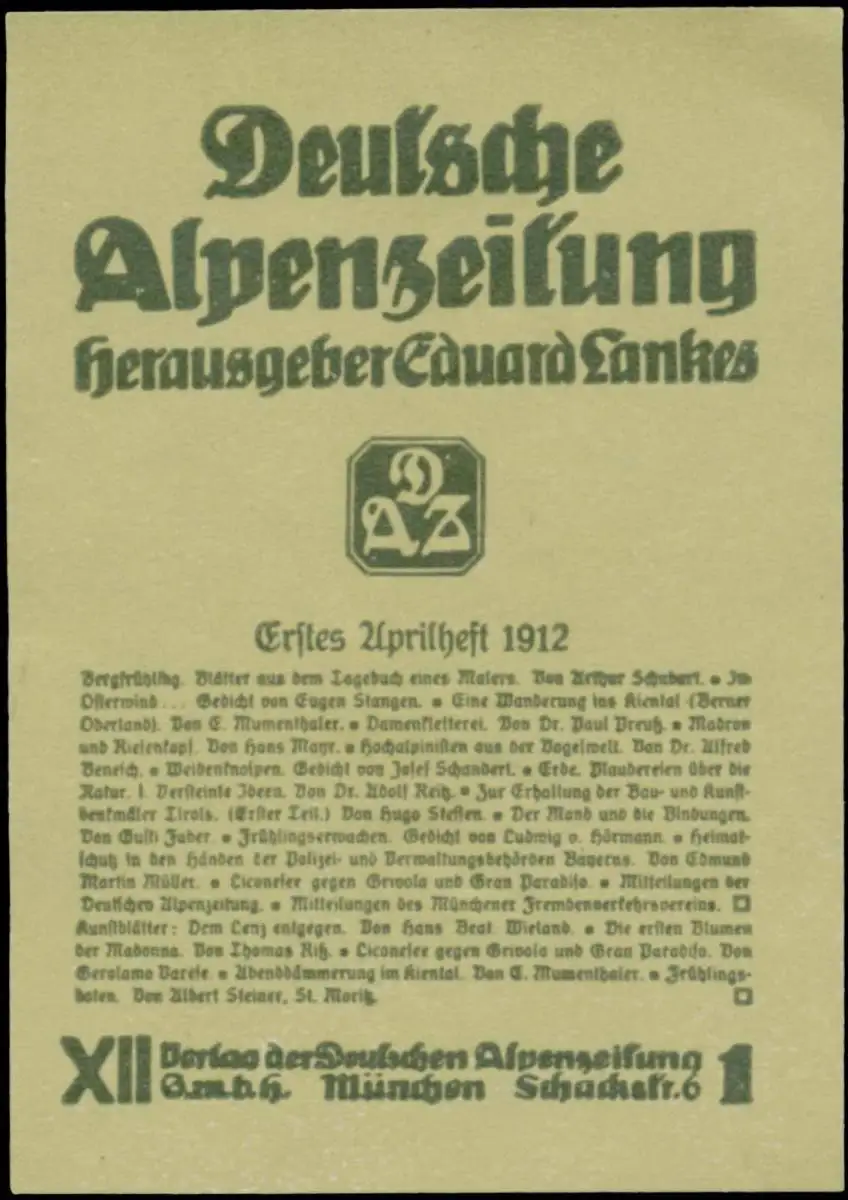 Deutsche
Alpenzeitung
Herausgeber Eduard Lankes
D
AZ
Erstes Aprilheft 1912
Bergfrühling. Blätter aus dem Tagebuch eines Malers. Von Arthur Schubart. ▪ Im
Osterwind... Gedicht von Eugen Stangen. ▪ Eine Wanderung ins Kiental (Berner
Oberland). Von E. Mumenthaler. ▪ Damenkletterei. Von Dr. Paul Preuß. ▪ Madron
und Riesenkopf. Von Hans Mayr. ▪ Hochalpinisten aus der Vogelwelt. Von Dr. Alfred
Beneich. ▪ Weidenknospen. Gedicht von Josef Schanderl. ▪ Erde. Plaudereien über die
Natur. I. Versteinte Ideen. Von Dr. Adolf Reitz. ▪ Zur Erhaltung der Bau- und Kunst-
denkmäler Tirols. (Erster Teil.) Von Hugo Steffen. ▪ Der Mond und die Bindungen.
Von Gusti Zuber. ▪ Frühlingserwachen. Gedicht von Ludwig v. Hörmann. ▪ Heimat-
schutz in den Händen der Polizei- und Verwaltungsbehörden Bayerns. Von Edmund
Martin Müller. ▪ Liconeser gegen Grivola und Gran Paradiso. ▪ Mitteilungen der
Deutschen Alpenzeitung. ▪ Mitteilungen des Münchener Fremdenverkehrsvereins.
Kunstblätter: Dem Lenz entgegen. Von Hans Beat Wieland. ▪ Die ersten Blumen
der Madonna. Von Thomas Riß. ▪ Liconeser gegen Grivola und Gran Paradiso. Von
Gerolamo Varese. ▪ Abenddämmerung im Kiental. Von E. Mumenthaler. ▪ Frühlings-
boten. Von Albert Steiner, St. Moritz.
XII Verlag der Deutschen Alpenzeitung 1
G.m.b.H. München Schackstr. 6